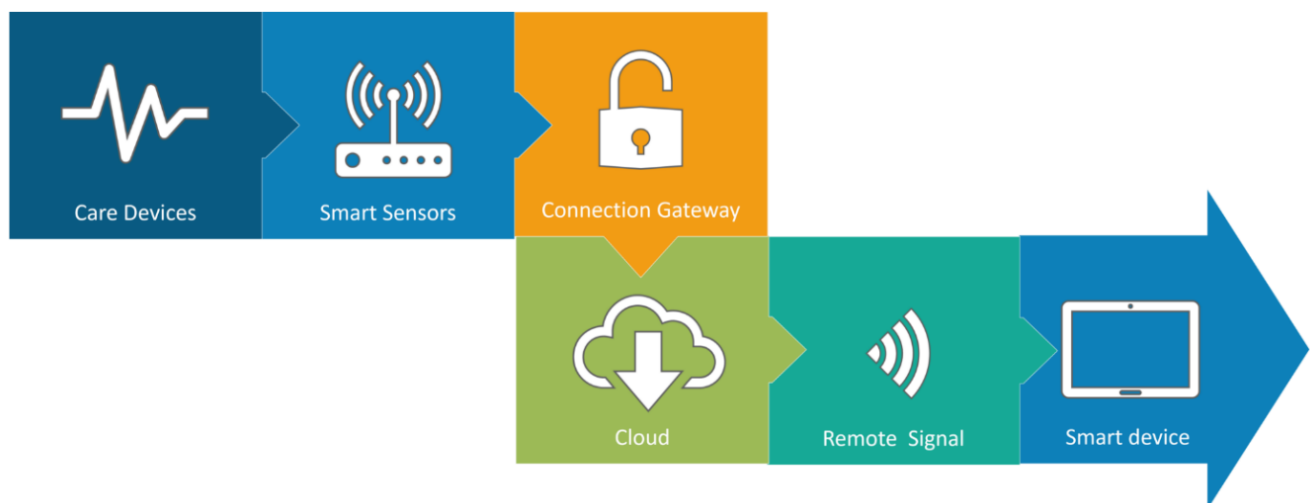 Care Devices
Smart Sensors
Connection Gateway
Cloud
Remote Signal
Smart device